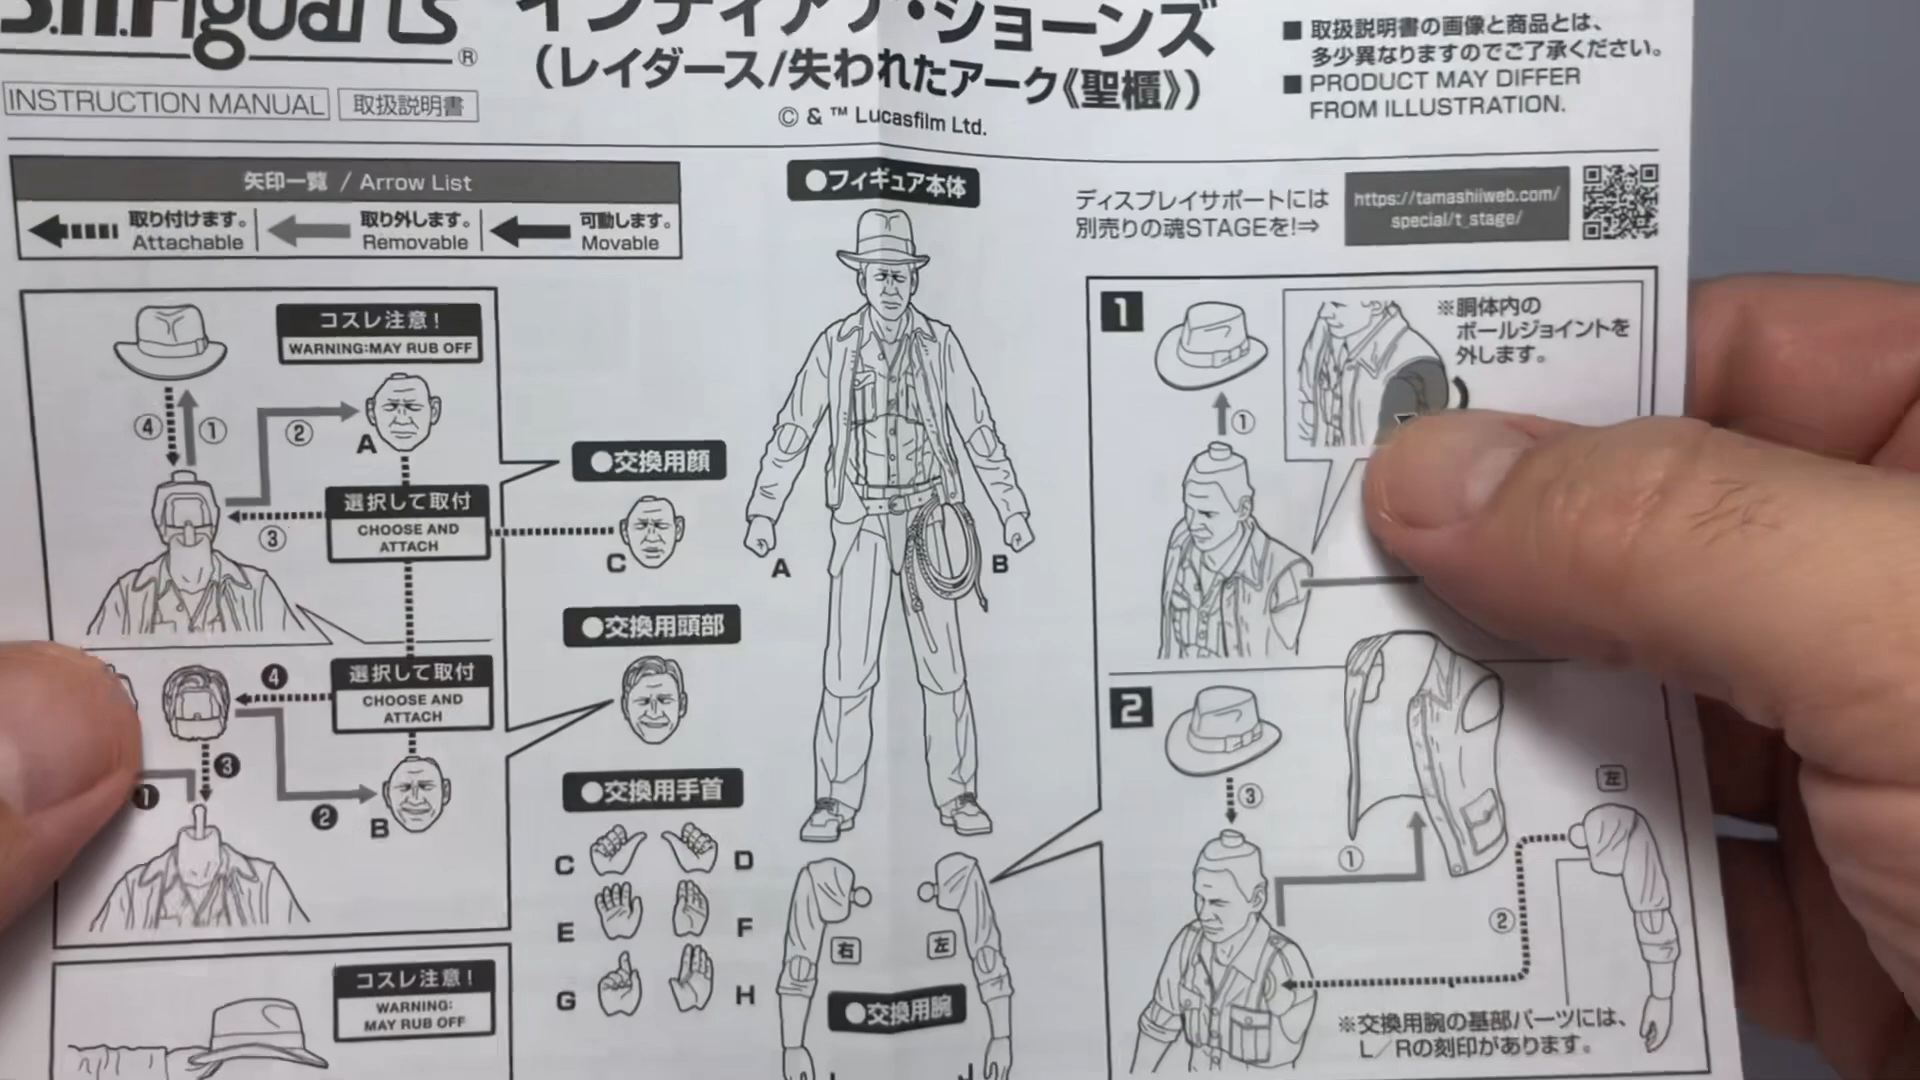 S.H.Figuarts®
インディアナ・ジョーンズ
（レイダース/失われたアーク《聖櫃》）
© & ™ Lucasfilm Ltd.
INSTRUCTION MANUAL
取扱説明書
■ 取扱説明書の画像と商品とは、
多少異なりますのでご了承ください。
■ PRODUCT MAY DIFFER
FROM ILLUSTRATION.
矢印一覧 / Arrow List
取り付けます。
Attachable
取り外します。
Removable
可動します。
Movable
●フィギュア本体
ディスプレイサポートには
別売りの魂STAGEを!⇒
https://tamashiiweb.com/
special/t_stage/
コスレ注意！
WARNING:MAY RUB OFF
④
①
②
A
選択して取付
CHOOSE AND
ATTACH
③
●交換用顔
C
A
B
●交換用頭部
選択して取付
CHOOSE AND
ATTACH
❹
❸
❶
❷
B
●交換用手首
C
D
E
F
G
H
右
左
●交換用腕
J
コスレ注意！
WARNING:
MAY RUB OFF
1
①
※胴体内の
ボールジョイントを
外します。
2
③
①
左
②
※交換用腕の基部パーツには、
L／Rの刻印があります。